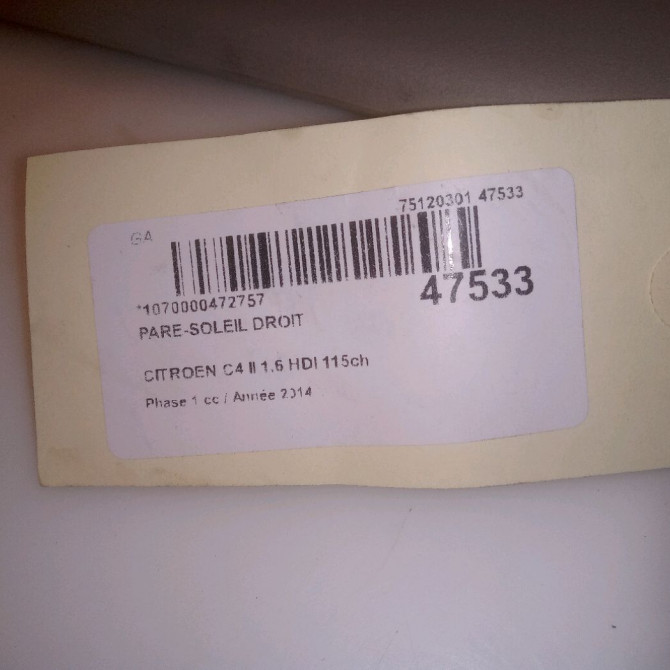 75120301 47533
GA
*1070000472757
47533
PARE-SOLEIL DROIT
CITROEN C4 II 1.6 HDI 115ch
Phase 1 cc / Année 2014